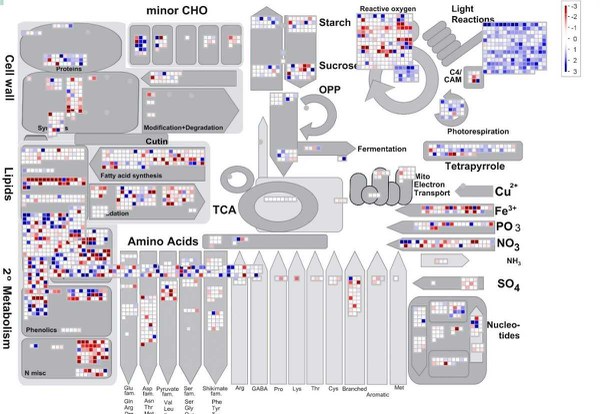 minor CHO
Starch
Reactive oxygen
Light
Reactions
-3
-2
-1
0
1
2
3
Cell wall
Proteins
Sucrose
C4/
CAM
OPP
Modification+Degradation
Photorespiration
Cutin
Fermentation
Tetrapyrrole
Fatty acid synthesis
Lipids
Mito
Electron
Transport
Cu2+
TCA
Fe3+
PO 3
Amino Acids
NO3
NH3
SO4
2° Metabolism
Nucleo-
tides
Phenolics
N misc
Glu
fam.
Asp
fam.
Pyruvate
fam.
Ser
fam.
Shikimate
fam.
Arg
GABA
Pro
Lys
Thr
Cys
Branched
Aromatic
Met
Gln
Asn
Val
Ser
Phe
Arg
Thr
Leu
Gly
Tyr